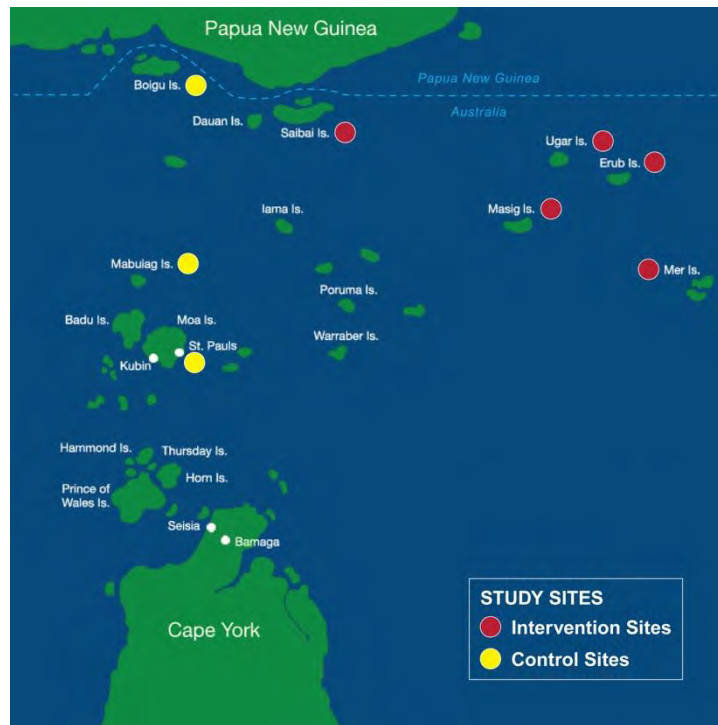 Papua New Guinea
Boigu Is.
Papua New Guinea
Australia
Dauan Is.
Saibai Is.
Ugar Is.
Erub Is.
Iama Is.
Masig Is.
Mabuiag Is.
Mer Is.
Poruma Is.
Badu Is.
Moa Is.
Warraber Is.
St. Pauls
Kubin
Hammond Is.
Thursday Is.
Horn Is.
Prince of
Wales Is.
Seisia
Bamaga
Cape York
STUDY SITES
Intervention Sites
Control Sites